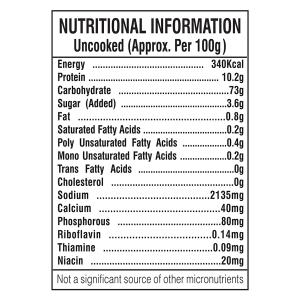 NUTRITIONAL INFORMATION
Uncooked (Approx. Per 100g)
Energy ........................... 340Kcal
Protein ................................ 10.2g
Carbohydrate ........................ 73g
Sugar (Added) ...................... 3.6g
Fat ....................................... 0.8g
Saturated Fatty Acids ........... 0.2g
Poly Unsaturated Fatty Acids ...... 0.4g
Mono Unsaturated Fatty Acids ..... 0.2g
Trans Fatty Acids ................... 0g
Cholesterol ............................. 0g
Sodium ............................ 2135mg
Calcium .............................. 40mg
Phosphorous ....................... 80mg
Riboflavin ........................ 0.14mg
Thiamine .......................... 0.09mg
Niacin ................................ 20mg
Not a significant source of other micronutrients